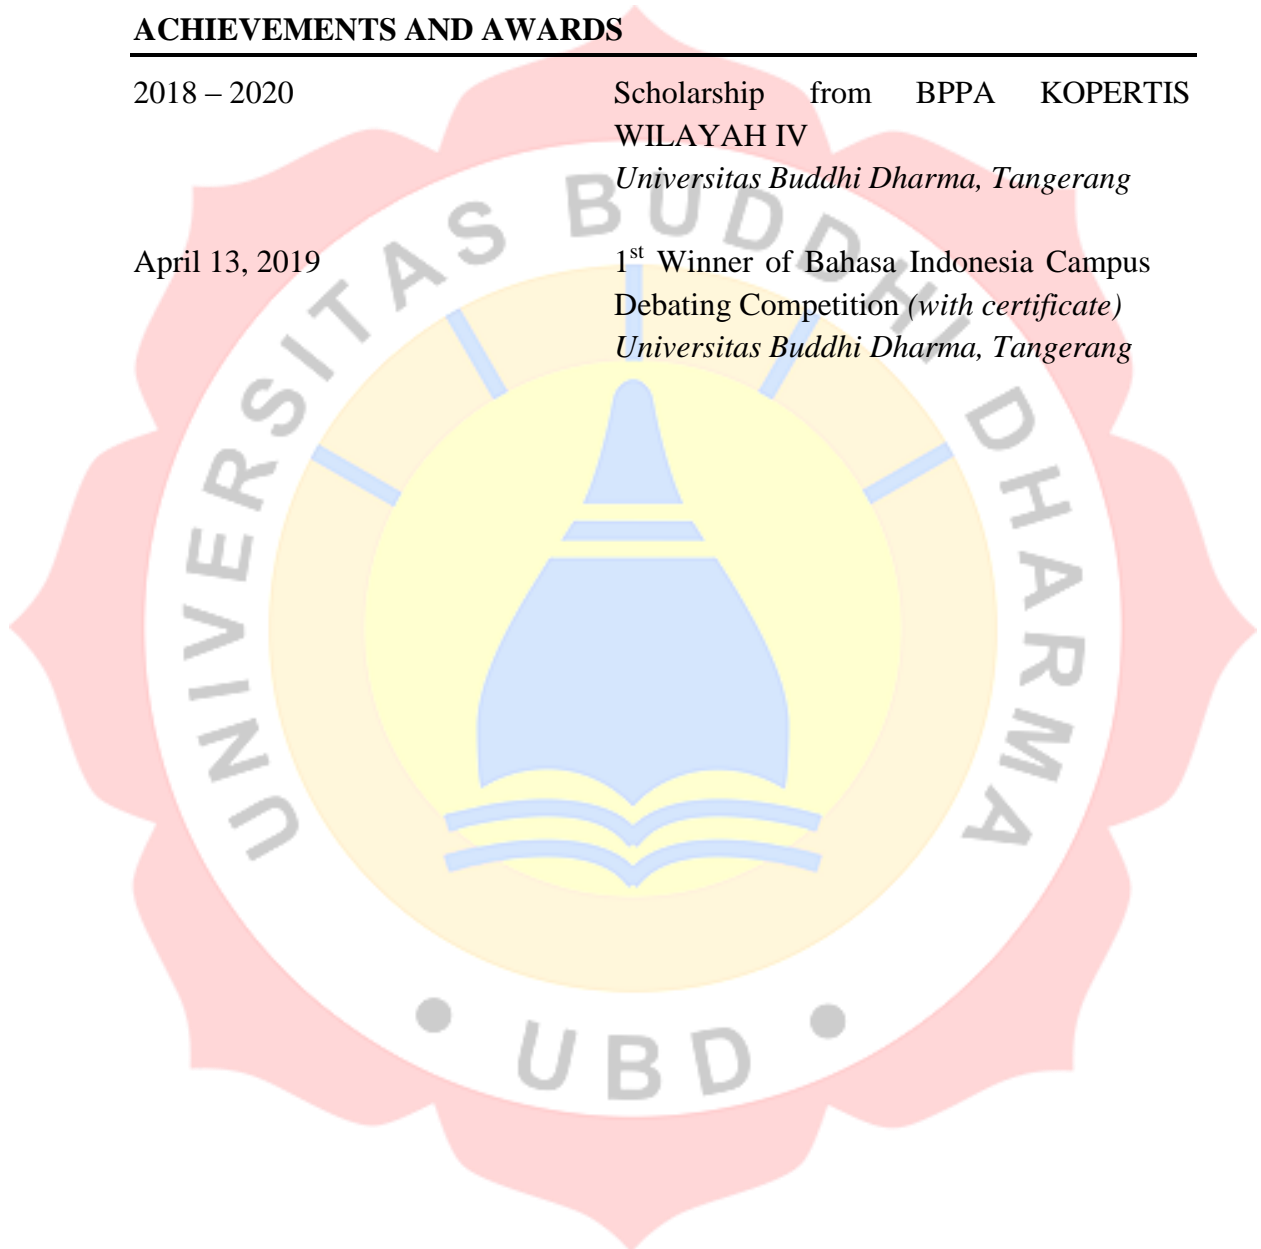 ACHIEVEMENTS AND AWARDS
2018 – 2020
Scholarship from BPPA KOPERTIS
WILAYAH IV
Universitas Buddhi Dharma, Tangerang
April 13, 2019
1st Winner of Bahasa Indonesia Campus
Debating Competition (with certificate)
Universitas Buddhi Dharma, Tangerang
UNIVERSITAS BUDDHI DHARMA
• UBD •